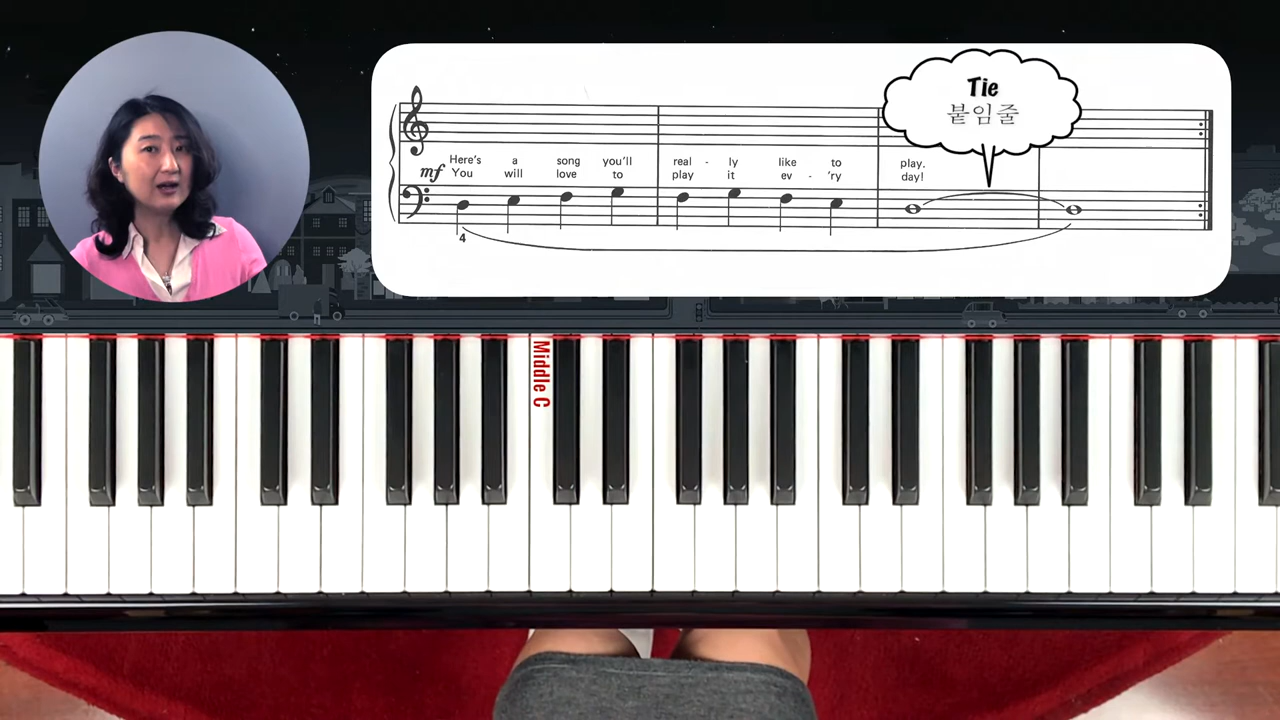 Tie
붙임줄
Here's a song you'll real - ly like to play.
mf You will love to play it ev - 'ry day!
4
Middle C